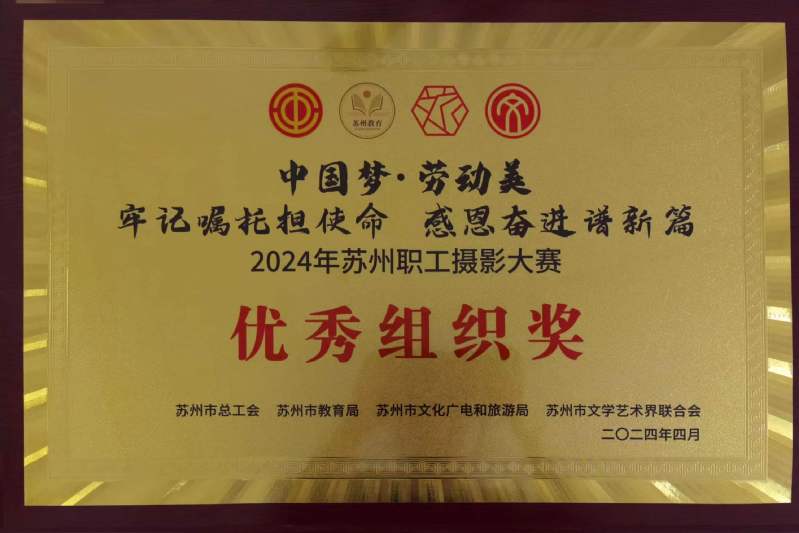 苏州教育
中国梦·劳动美
牢记嘱托担使命 感恩奋进谱新篇
2024年苏州职工摄影大赛
优秀组织奖
苏州市总工会 苏州市教育局 苏州市文化广电和旅游局 苏州市文学艺术界联合会
二〇二四年四月